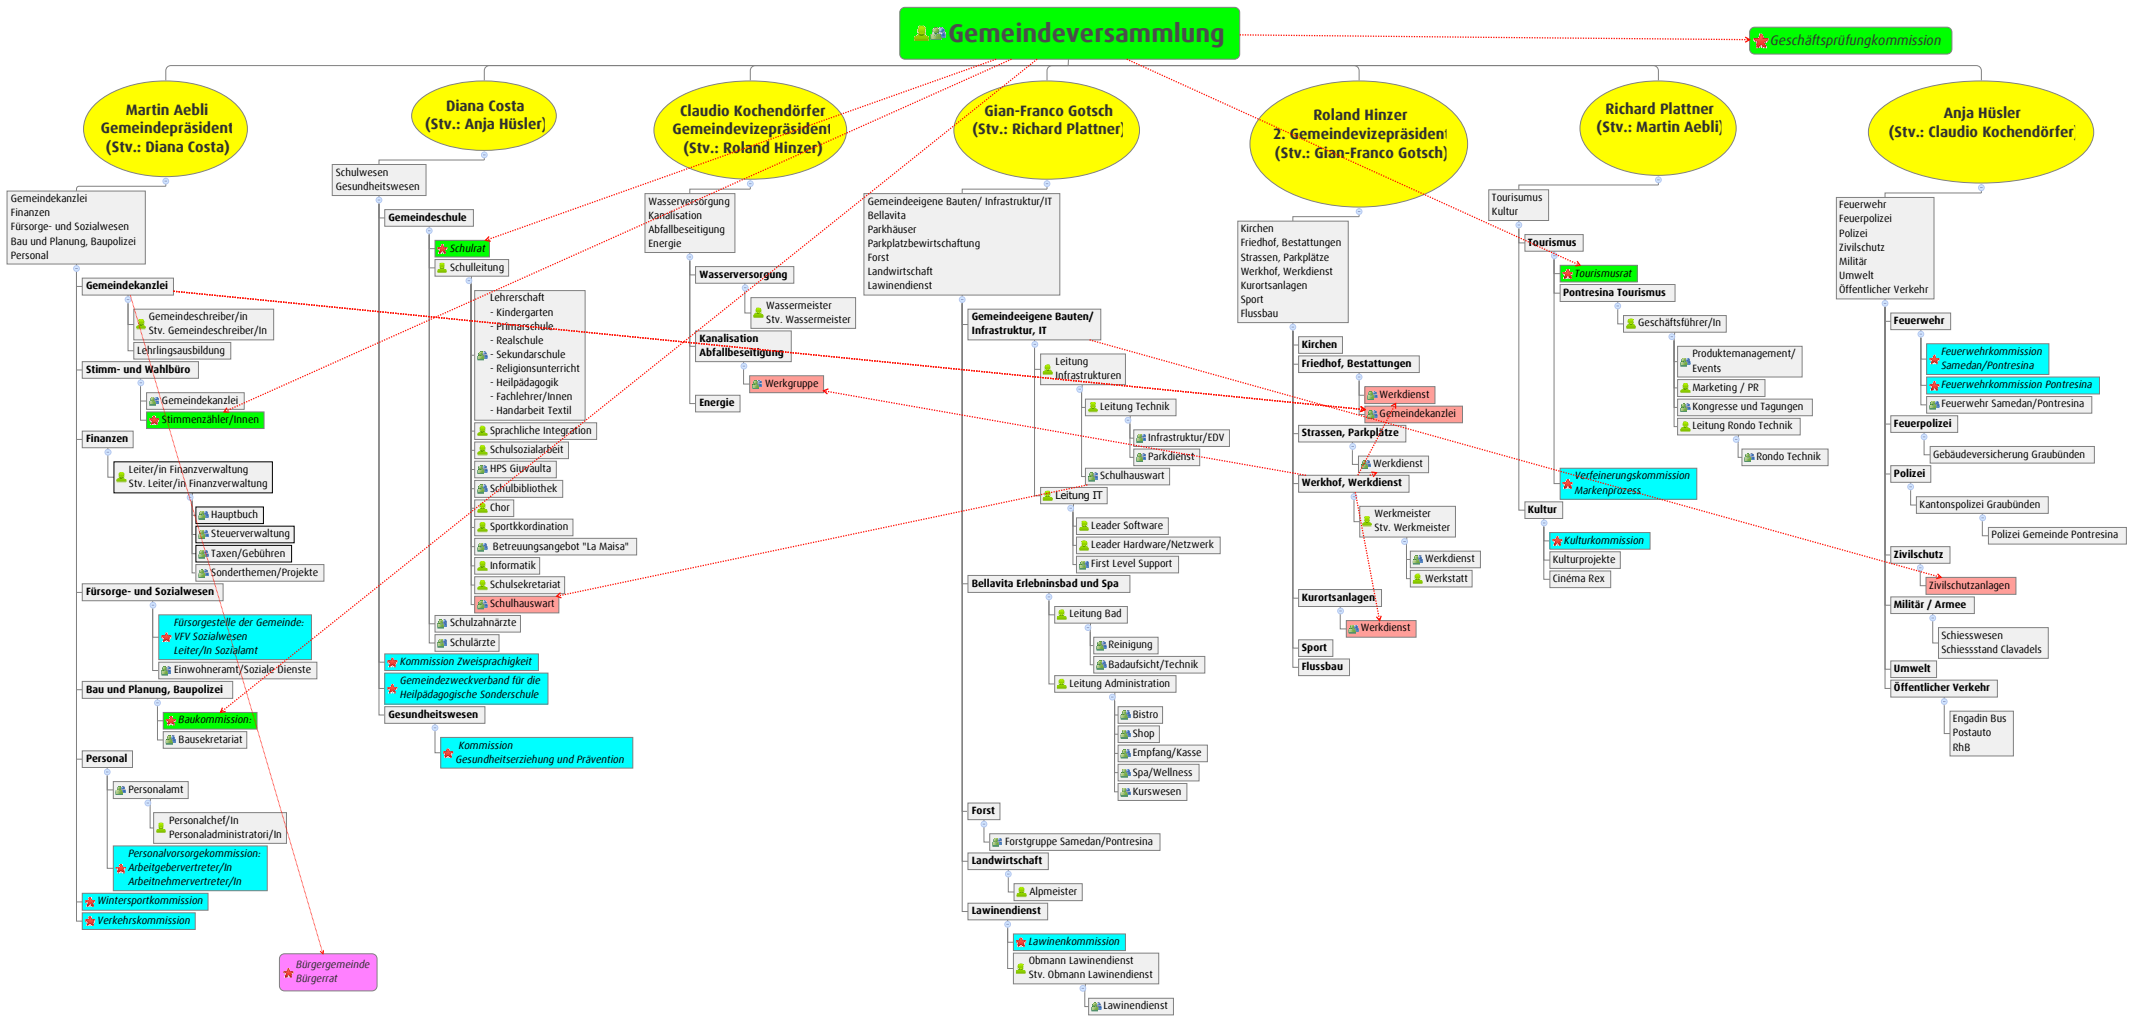 Gemeindeversammlung
Geschäftsprüfungkommission
Martin Aebli
Gemeindepräsident
(Stv.: Diana Costa)
Gemeindekanzlei
Finanzen
Fürsorge- und Sozialwesen
Bau und Planung, Baupolizei
Personal
Gemeindekanzlei
Gemeindeschreiber/in
Stv. Gemeindeschreiber/In
Lehrlingsausbildung
Stimm- und Wahlbüro
Gemeindekanzlei
Stimmenzähler/Innen
Finanzen
Leiter/in Finanzverwaltung
Stv. Leiter/in Finanzverwaltung
Hauptbuch
Steuerverwaltung
Taxen/Gebühren
Sonderthemen/Projekte
Fürsorge- und Sozialwesen
Fürsorgestelle der Gemeinde:
VFV Sozialwesen
Leiter/In Sozialamt
Einwohneramt/Soziale Dienste
Bau und Planung, Baupolizei
Baukommission:
Bausekretariat
Personal
Personalamt
Personalchef/In
Personaladministratori/In
Personalvorsorgekommission:
Arbeitgebervertreter/In
Arbeitnehmervertreter/In
Wintersportkommission
Verkehrskommission
Bürgergemeinde
Bürgerrat
Diana Costa
(Stv.: Anja Hüsler)
Schulwesen
Gesundheitswesen
Gemeindeschule
Schulrat
Schulleitung
Lehrerschaft
- Kindergarten
- Primarschule
- Realschule
- Sekundarschule
- Religionsunterricht
- Heilpädagogik
- Fachlehrer/Innen
- Handarbeit Textil
Sprachliche Integration
Schulsozialarbeit
HPS Giuvaulta
Schulbibliothek
Chor
Sportkkordination
Betreuungsangebot "La Maisa"
Informatik
Schulsekretariat
Schulhauswart
Schulzahnärzte
Schulärzte
Kommission Zweisprachigkeit
Gemeindezweckverband für die
Heilpädagogische Sonderschule
Gesundheitswesen
Kommission
Gesundheitserziehung und Prävention
Claudio Kochendörfer
Gemeindevizepräsident
(Stv.: Roland Hinzer)
Wasserversorgung
Kanalisation
Abfallbeseitigung
Energie
Wasserversorgung
Wassermeister
Stv. Wassermeister
Kanalisation
Abfallbeseitigung
Werkgruppe
Energie
Gian-Franco Gotsch
(Stv.: Richard Plattner)
Gemeindeeigene Bauten/ Infrastruktur/IT
Bellavita
Parkhäuser
Parkplatzbewirtschaftung
Forst
Landwirtschaft
Lawinendienst
Gemeindeeigene Bauten/
Infrastruktur, IT
Leitung
Infrastrukturen
Leitung Technik
Infrastruktur/EDV
Parkdienst
Schulhauswart
Leitung IT
Leader Software
Leader Hardware/Netzwerk
First Level Support
Bellavita Erlebninsbad und Spa
Leitung Bad
Reinigung
Badaufsicht/Technik
Leitung Administration
Bistro
Shop
Empfang/Kasse
Spa/Wellness
Kurswesen
Forst
Forstgruppe Samedan/Pontresina
Landwirtschaft
Alpmeister
Lawinendienst
Lawinenkommission
Obmann Lawinendienst
Stv. Obmann Lawinendienst
Lawinendienst
Roland Hinzer
2. Gemeindevizepräsident
(Stv.: Gian-Franco Gotsch)
Kirchen
Friedhof, Bestattungen
Strassen, Parkplätze
Werkhof, Werkdienst
Kurortsanlagen
Sport
Flussbau
Kirchen
Friedhof, Bestattungen
Werkdienst
Gemeindekanzlei
Strassen, Parkplätze
Werkdienst
Werkhof, Werkdienst
Werkmeister
Stv. Werkmeister
Werkdienst
Werkstatt
Kurortsanlagen
Werkdienst
Sport
Flussbau
Richard Plattner
(Stv.: Martin Aebli)
Tourisumus
Kultur
Tourismus
Tourismusrat
Pontresina Tourismus
Geschäftsführer/In
Produktemanagement/
Events
Marketing / PR
Kongresse und Tagungen
Leitung Rondo Technik
Rondo Technik
Verfeinerungskommission
Markenprozess
Kultur
Kulturkommission
Kulturprojekte
Cinéma Rex
Anja Hüsler
(Stv.: Claudio Kochendörfer)
Feuerwehr
Feuerpolizei
Polizei
Zivilschutz
Militär
Umwelt
Öffentlicher Verkehr
Feuerwehr
Feuerwehrkommission
Samedan/Pontresina
Feuerwehrkommission Pontresina
Feuerwehr Samedan/Pontresina
Feuerpolizei
Gebäudeversicherung Graubünden
Polizei
Kantonspolizei Graubünden
Polizei Gemeinde Pontresina
Zivilschutz
Zivilschutzanlagen
Militär / Armee
Schiesswesen
Schiessstand Clavadels
Umwelt
Öffentlicher Verkehr
Engadin Bus
Postauto
RhB